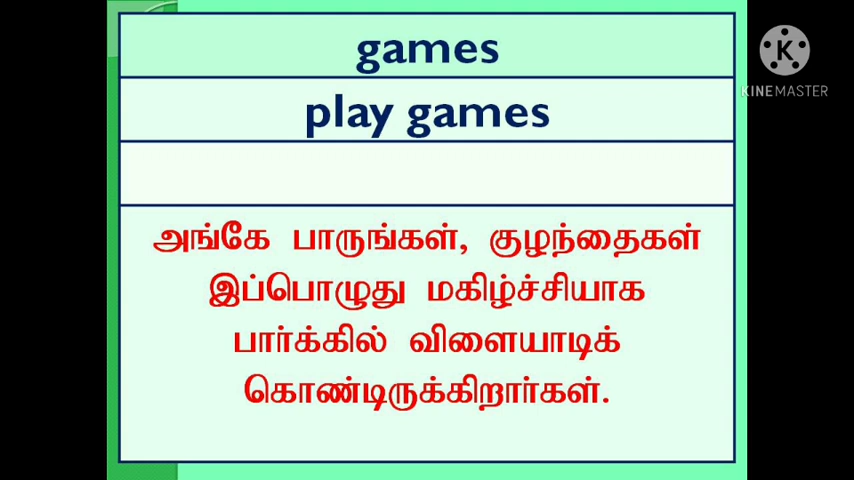 games
play games
அங்கே பாருங்கள், குழந்தைகள்
இப்பொழுது மகிழ்ச்சியாக
பார்க்கில் விளையாடிக்
கொண்டிருக்கிறார்கள்.
K
KINEMASTER